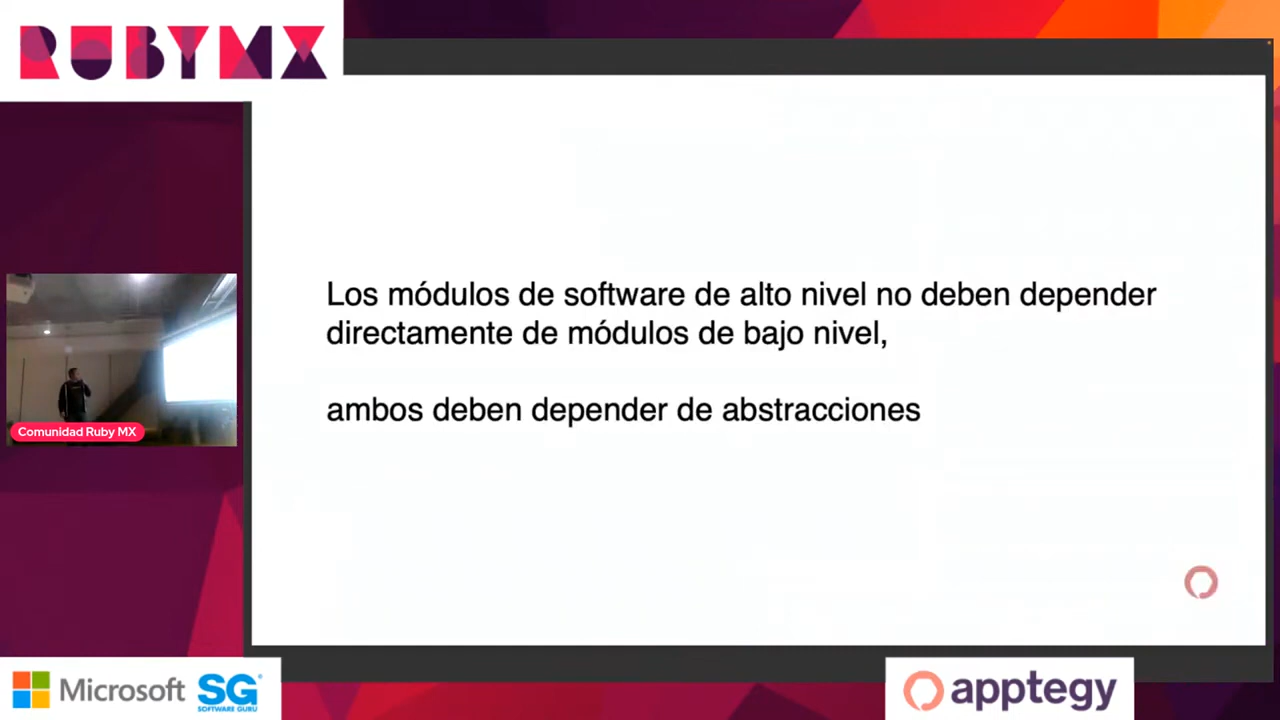 RUBYMX
Los módulos de software de alto nivel no deben depender
directamente de módulos de bajo nivel,
ambos deben depender de abstracciones
Comunidad Ruby MX
Microsoft
SG
SOFTWARE GURU
apptegy